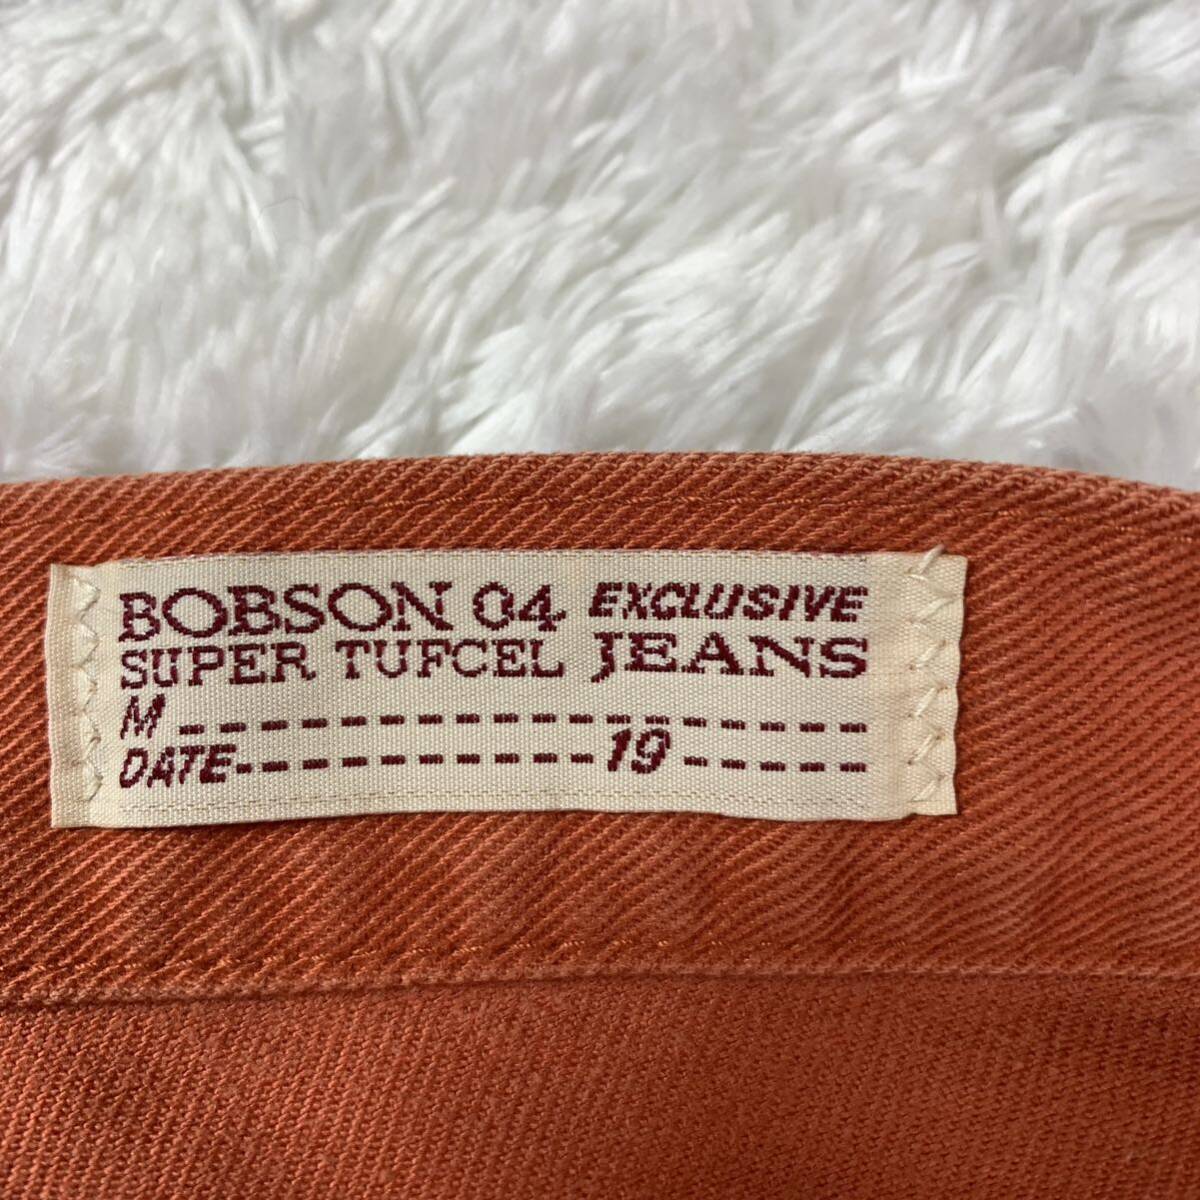 BOBSON 04 EXCLUSIVE
SUPER TUFCEL JEANS
M --------------------
DATE------------19------